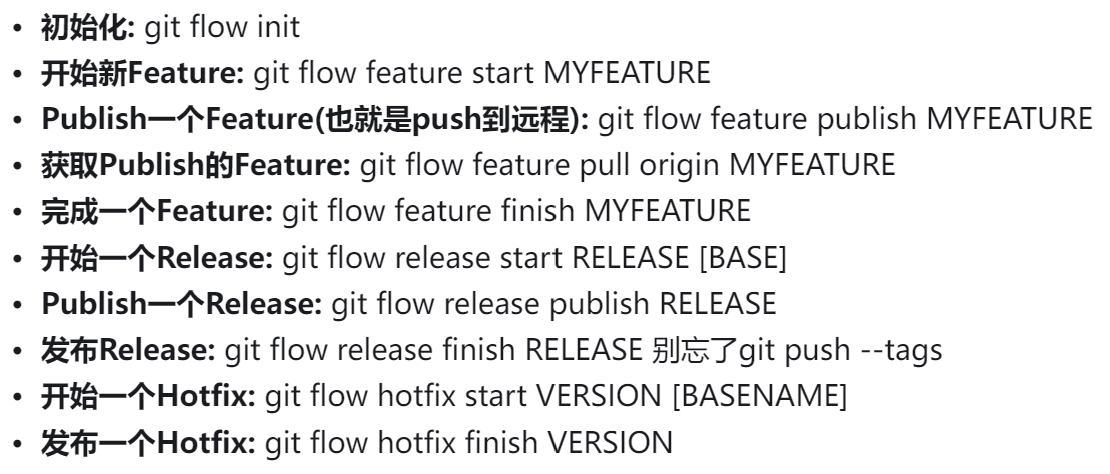 • 初始化: git flow init
• 开始新Feature: git flow feature start MYFEATURE
• Publish一个Feature(也就是push到远程): git flow feature publish MYFEATURE
• 获取Publish的Feature: git flow feature pull origin MYFEATURE
• 完成一个Feature: git flow feature finish MYFEATURE
• 开始一个Release: git flow release start RELEASE [BASE]
• Publish一个Release: git flow release publish RELEASE
• 发布Release: git flow release finish RELEASE 别忘了git push --tags
• 开始一个Hotfix: git flow hotfix start VERSION [BASENAME]
• 发布一个Hotfix: git flow hotfix finish VERSION